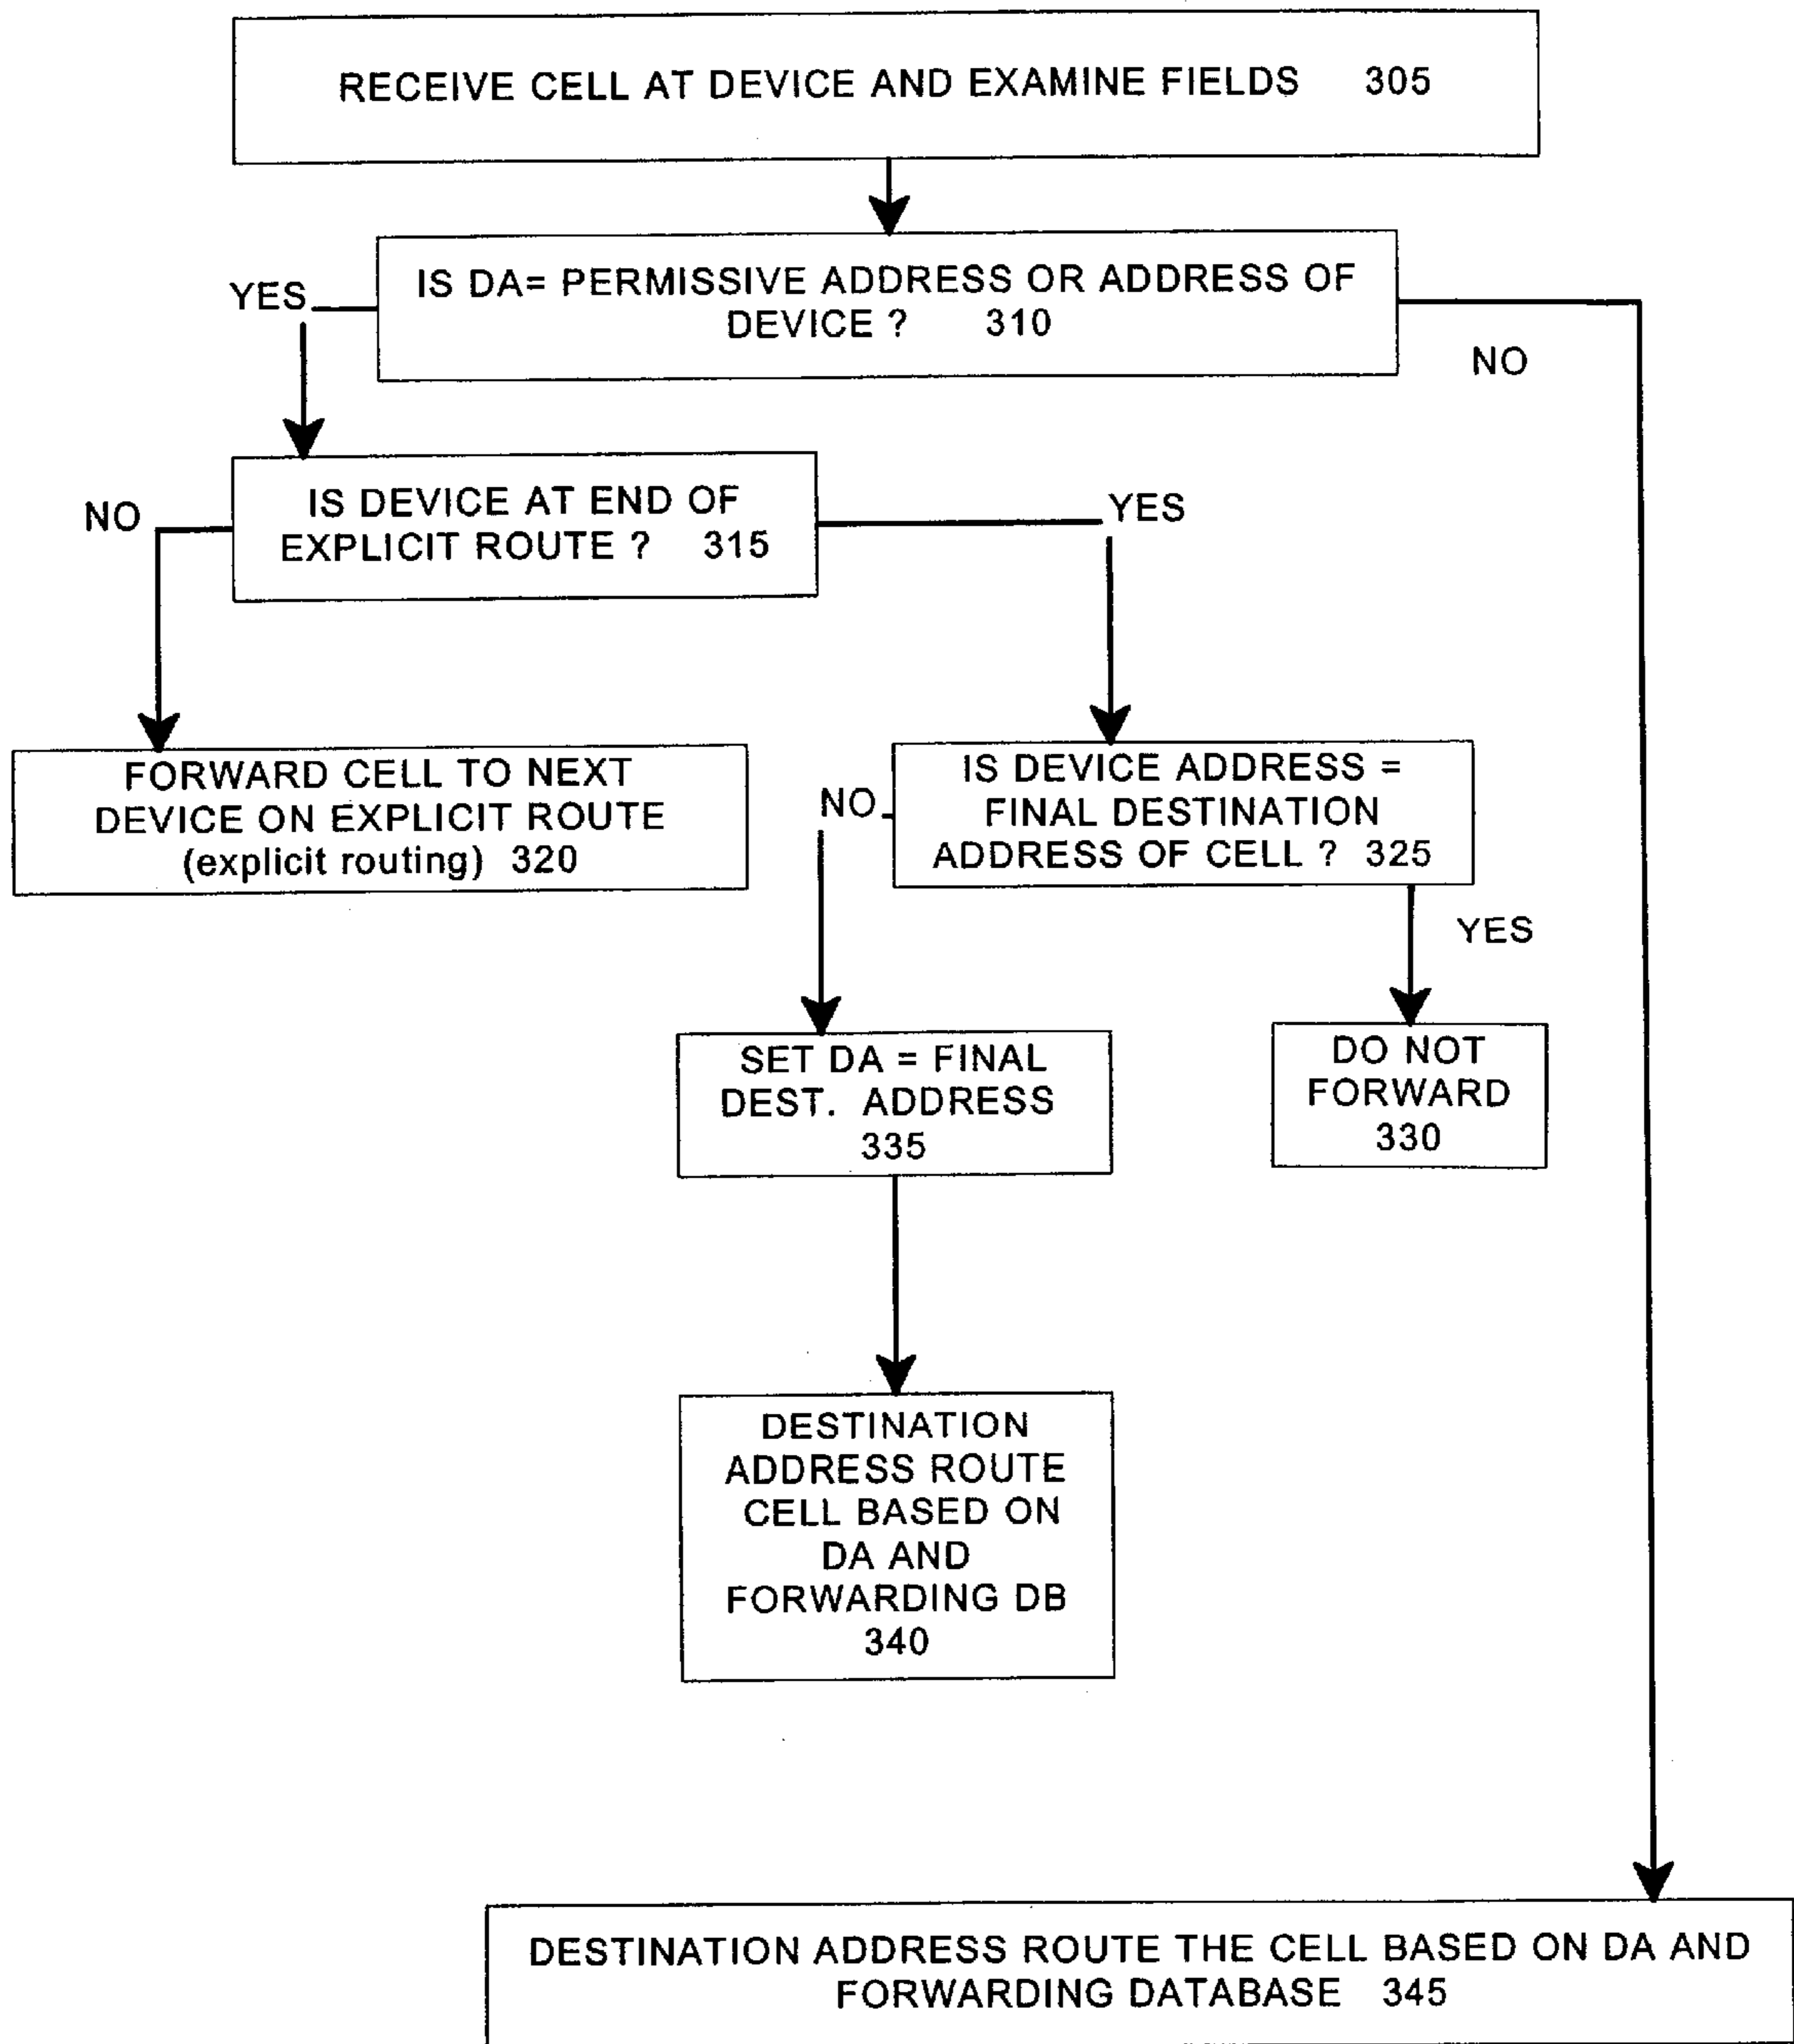 RECEIVE CELL AT DEVICE AND EXAMINE FIELDS 305
YES
IS DA= PERMISSIVE ADDRESS OR ADDRESS OF
DEVICE ? 310
NO
NO
IS DEVICE AT END OF
EXPLICIT ROUTE ? 315
YES
FORWARD CELL TO NEXT
DEVICE ON EXPLICIT ROUTE
(explicit routing) 320
NO
IS DEVICE ADDRESS =
FINAL DESTINATION
ADDRESS OF CELL ? 325
YES
SET DA = FINAL
DEST. ADDRESS
335
DO NOT
FORWARD
330
DESTINATION
ADDRESS ROUTE
CELL BASED ON
DA AND
FORWARDING DB
340
DESTINATION ADDRESS ROUTE THE CELL BASED ON DA AND
FORWARDING DATABASE 345